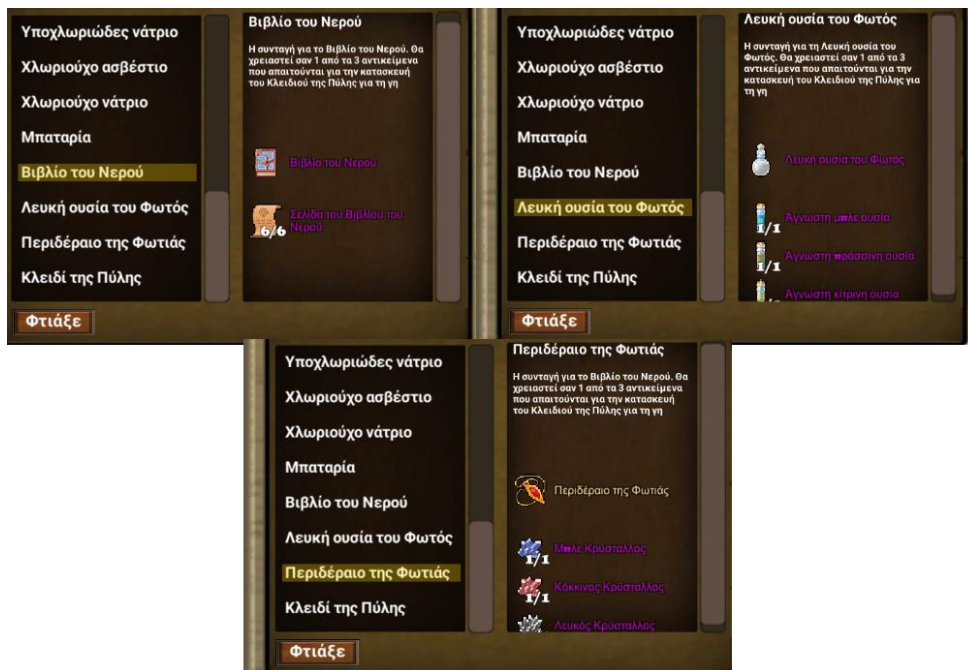 Υποχλωριώδες νάτριο
Χλωριούχο ασβέστιο
Χλωριούχο νάτριο
Μπαταρία
Βιβλίο του Νερού
Λευκή ουσία του Φωτός
Περιδέραιο της Φωτιάς
Κλειδί της Πύλης
Φτιάξε
Βιβλίο του Νερού
Η συνταγή για το Βιβλίο του Νερού. Θα
χρειαστεί σαν 1 από τα 3 αντικείμενα
που απαιτούνται για την κατασκευή
του Κλειδιού της Πύλης για τη γη
Βιβλίο του Νερού
Σελίδα του Βιβλίου του
Νερού
6/6
Υποχλωριώδες νάτριο
Χλωριούχο ασβέστιο
Χλωριούχο νάτριο
Μπαταρία
Βιβλίο του Νερού
Λευκή ουσία του Φωτός
Περιδέραιο της Φωτιάς
Κλειδί της Πύλης
Φτιάξε
Λευκή ουσία του Φωτός
Η συνταγή για τη Λευκή ουσία του
Φωτός. Θα χρειαστεί σαν 1 από τα 3
αντικείμενα που απαιτούνται για την
κατασκευή του Κλειδιού της Πύλης για
τη γη
Λευκή ουσία του Φωτός
Άγνωστη μπλε ουσία
1/1
Άγνωστη πράσσινη ουσία
1/1
Άγνωστη κίτρινη ουσία
Υποχλωριώδες νάτριο
Χλωριούχο ασβέστιο
Χλωριούχο νάτριο
Μπαταρία
Βιβλίο του Νερού
Λευκή ουσία του Φωτός
Περιδέραιο της Φωτιάς
Κλειδί της Πύλης
Φτιάξε
Περιδέραιο της Φωτιάς
Η συνταγή για το Βιβλίο του Νερού. Θα
χρειαστεί σαν 1 από τα 3 αντικείμενα
που απαιτούνται για την κατασκευή
του Κλειδιού της Πύλης για τη γη
Περιδέραιο της Φωτιάς
Μπλε Κρύσταλλος
1/1
Κόκκινος Κρύσταλλος
1/1
Λευκός Κρύσταλλος